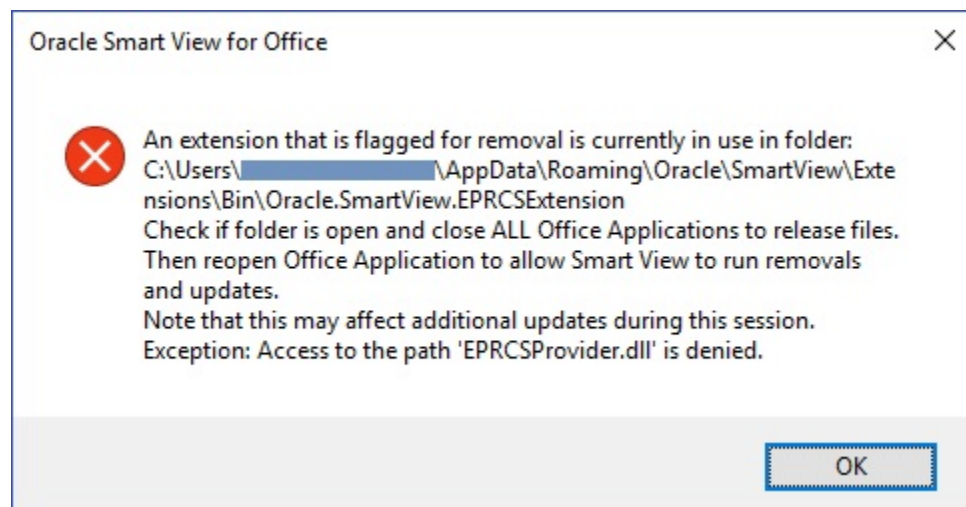 Oracle Smart View for Office
An extension that is flagged for removal is currently in use in folder:
C:\Users\ \AppData\Roaming\Oracle\SmartView\Exte
nsions\Bin\Oracle.SmartView.EPRCSExtension
Check if folder is open and close ALL Office Applications to release files.
Then reopen Office Application to allow Smart View to run removals
and updates.
Note that this may affect additional updates during this session.
Exception: Access to the path 'EPRCSProvider.dll' is denied.
OK